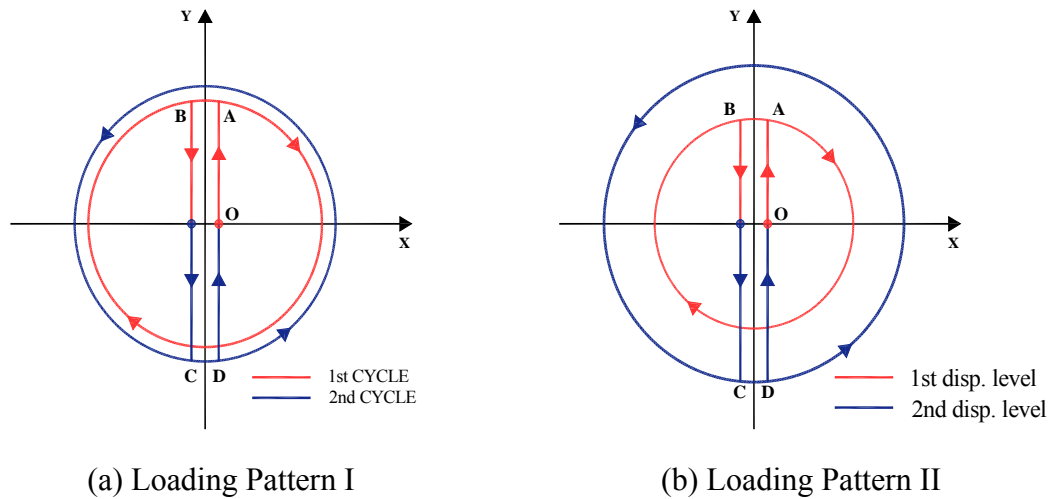 Y
B
A
O
X
C
D
1st CYCLE
2nd CYCLE
(a) Loading Pattern I
Y
B
A
O
X
C
D
1st disp. level
2nd disp. level
(b) Loading Pattern II